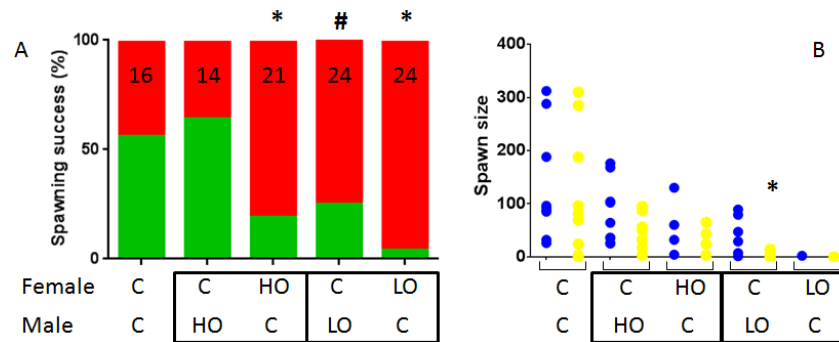 A
Spawning success (%)
100
50
0
* # *
16 14 21 24 24
Female C C HO C LO
Male C HO C LO C
B
Spawn size
400
300
200
100
0
*
C C HO C LO
C HO C LO C